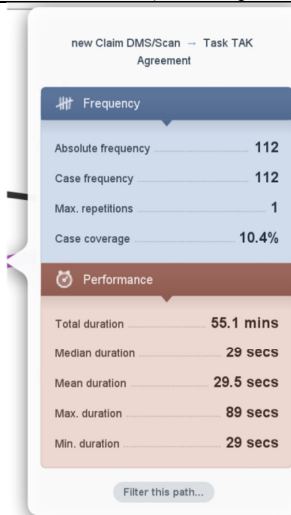 new Claim DMS/Scan → Task TAK
Agreement
Frequency
Absolute frequency 112
Case frequency 112
Max. repetitions 1
Case coverage 10.4%
Performance
Total duration 55.1 mins
Median duration 29 secs
Mean duration 29.5 secs
Max. duration 89 secs
Min. duration 29 secs
Filter this path...